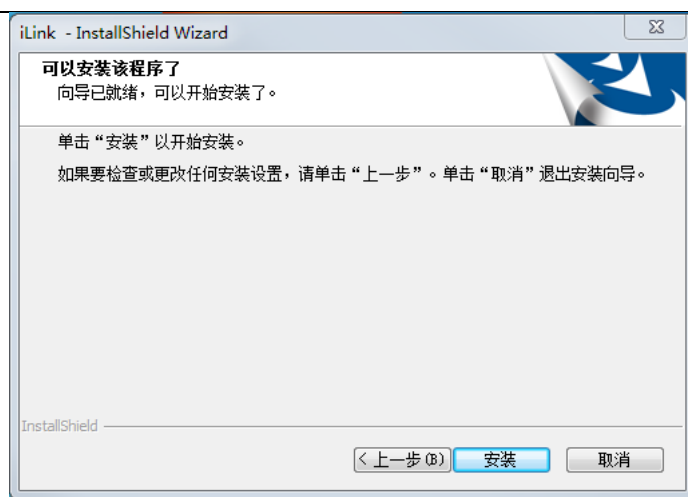 iLink - InstallShield Wizard
可以安装该程序了
向导已就绪，可以开始安装了。
单击“安装”以开始安装。
如果要检查或更改任何安装设置，请单击“上一步”。单击“取消”退出安装向导。
InstallShield
< 上一步(B) 安装 取消